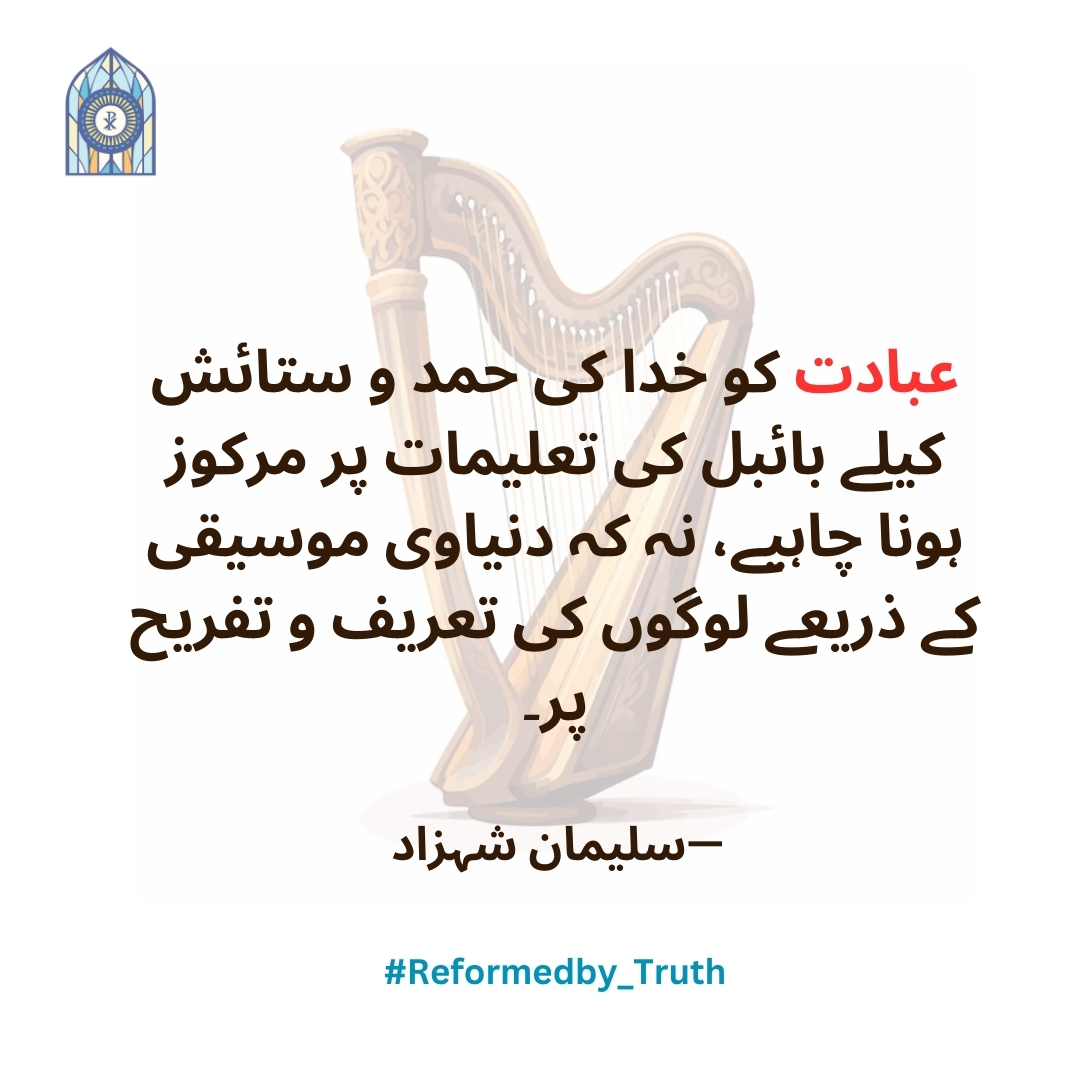 عبادت کو خدا کی حمد و ستائش
کیلے بائبل کی تعلیمات پر مرکوز
ہونا چاہیے، نہ کہ دنیاوی موسیقی
کے ذریعے لوگوں کی تعریف و تفریح
پر۔
—سلیمان شہزاد
#Reformedby_Truth